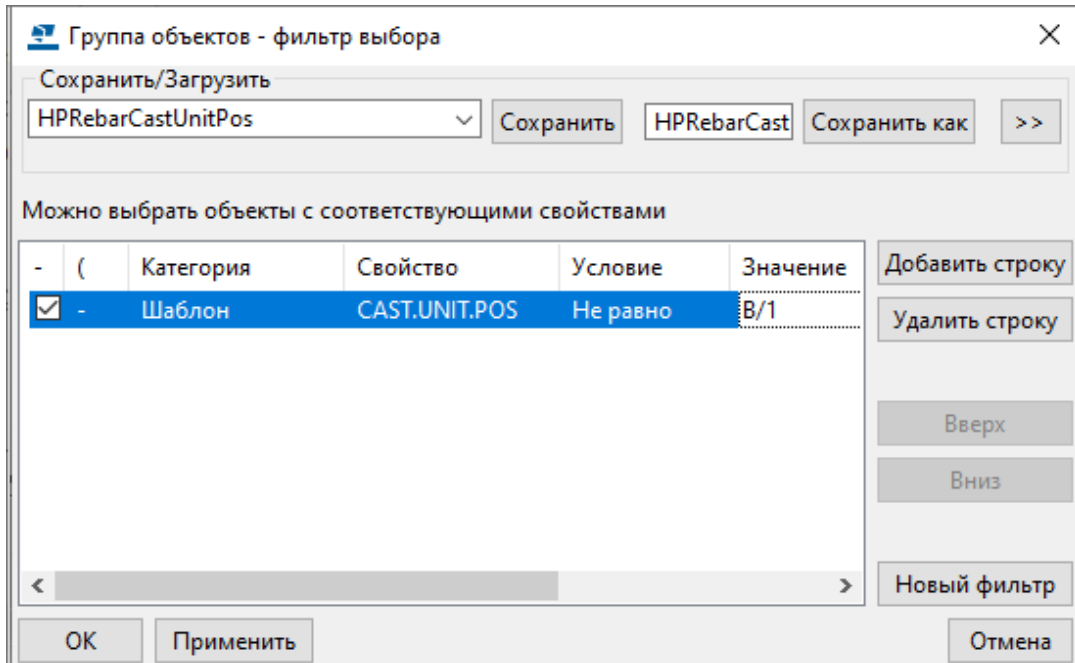 Группа объектов - фильтр выбора
Сохранить/Загрузить
HPRebarCastUnitPos Сохранить HPRebarCast Сохранить как >>
Можно выбрать объекты с соответствующими свойствами
- ( Категория Свойство Условие Значение Добавить строку
- Шаблон CAST.UNIT.POS Не равно B/1
Удалить строку
Вверх
Вниз
Новый фильтр
OK Применить Отмена